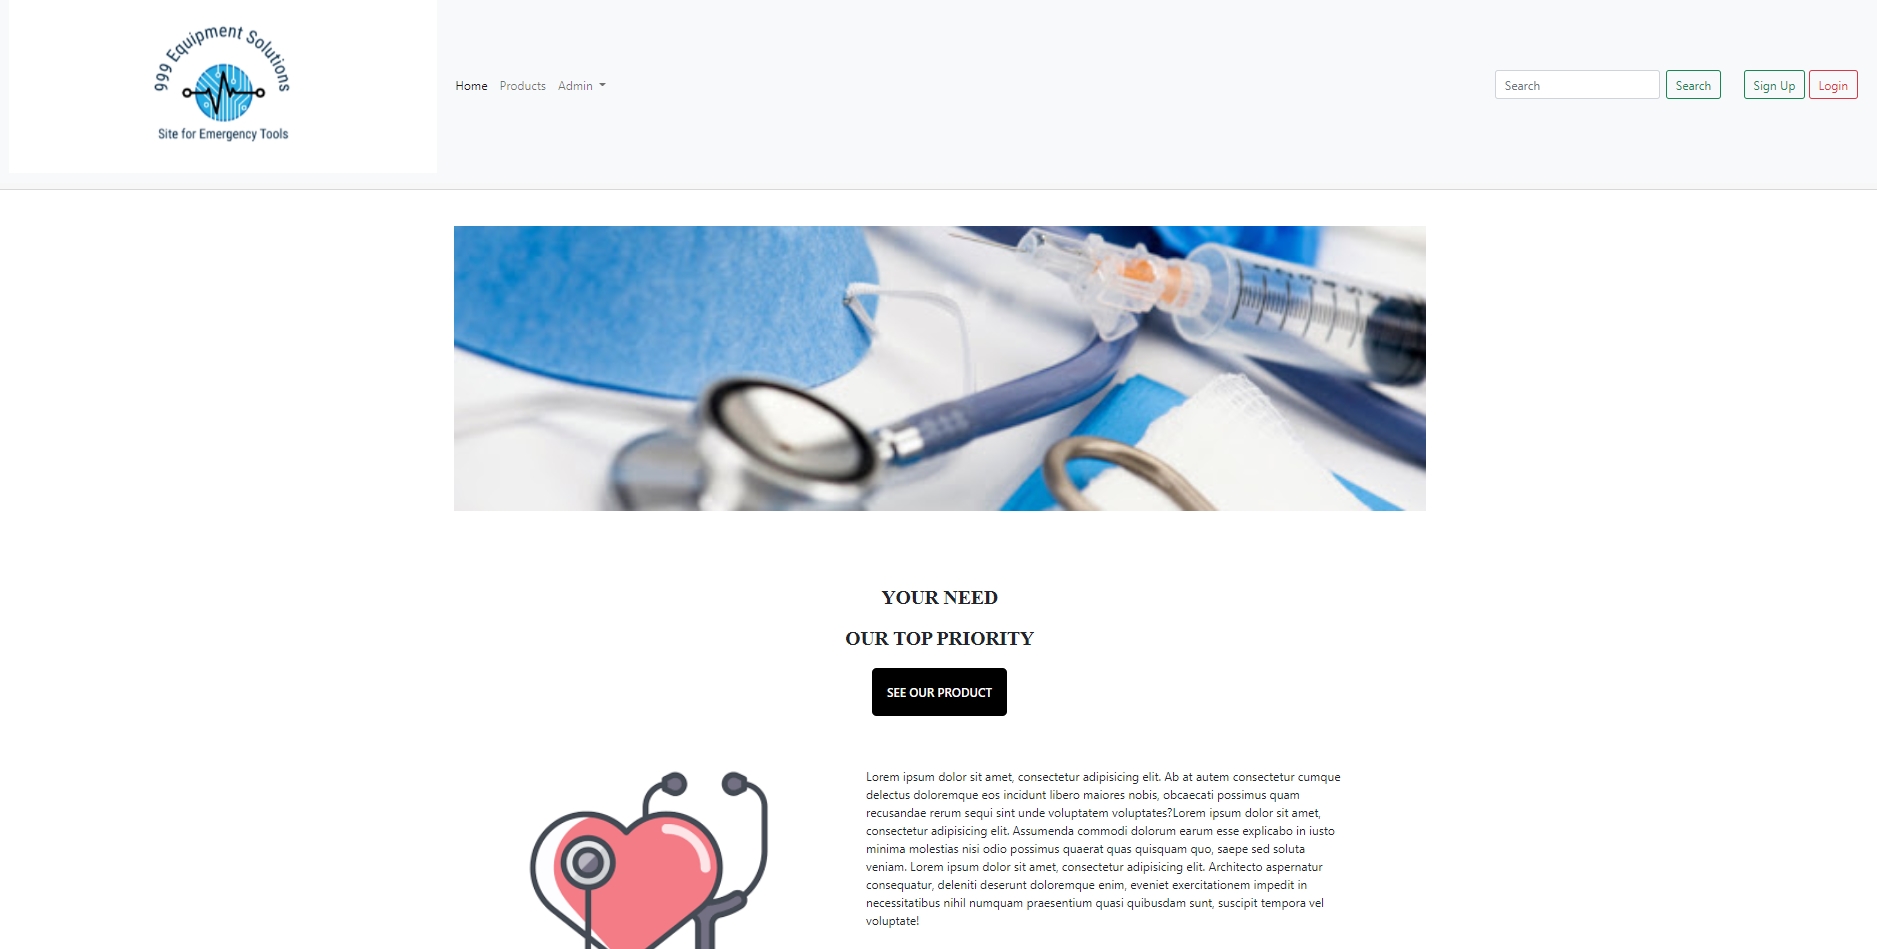 999 Equipment Solutions
Site for Emergency Tools
Home Products Admin
Search Search Sign Up Login
YOUR NEED
OUR TOP PRIORITY
SEE OUR PRODUCT
Lorem ipsum dolor sit amet, consectetur adipisicing elit. Ab at autem consectetur cumque
delectus doloremque eos incidunt libero maiores nobis, obcaecati possimus quam
recusandae rerum sequi sint unde voluptatem voluptates?Lorem ipsum dolor sit amet,
consectetur adipisicing elit. Assumenda commodi dolorum earum esse explicabo in iusto
minima molestias nisi odio possimus quaerat quas quisquam quo, saepe sed soluta
veniam. Lorem ipsum dolor sit amet, consectetur adipisicing elit. Architecto aspernatur
consequatur, deleniti deserunt doloremque enim, eveniet exercitationem impedit in
necessitatibus nihil numquam praesentium quasi quibusdam sunt, suscipit tempora vel
voluptate!